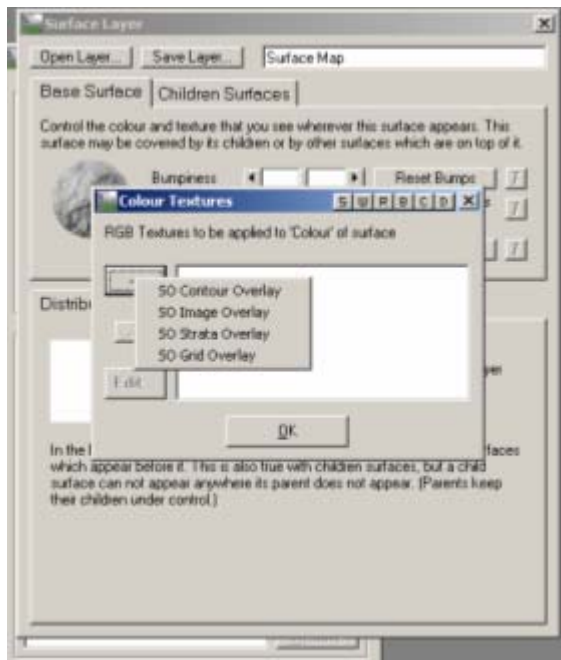 Surface Layer
Open Layer... Save Layer... Surface Map
Base Surface Children Surfaces
Control the colour and texture that you see wherever this surface appears. This
surface may be covered by its children or by other surfaces which are on top of it.
Bumpiness Reset Bumps
Colour Textures S U R B C D
RGB Textures to be applied to 'Colour' of surface
SO Contour Overlay
SO Image Overlay
SO Strata Overlay
SO Grid Overlay
Distrib
Edit
OK
In the l
which appear before it. This is also true with children surfaces, but a child
surface can not appear anywhere its parent does not appear. (Parents keep
their children under control.)